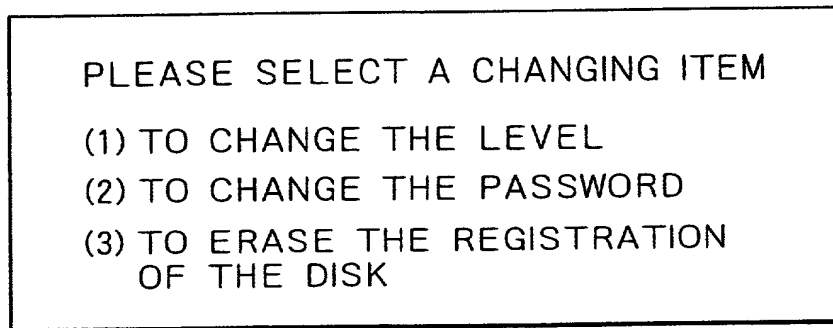 PLEASE SELECT A CHANGING ITEM
(1) TO CHANGE THE LEVEL
(2) TO CHANGE THE PASSWORD
(3) TO ERASE THE REGISTRATION
OF THE DISK